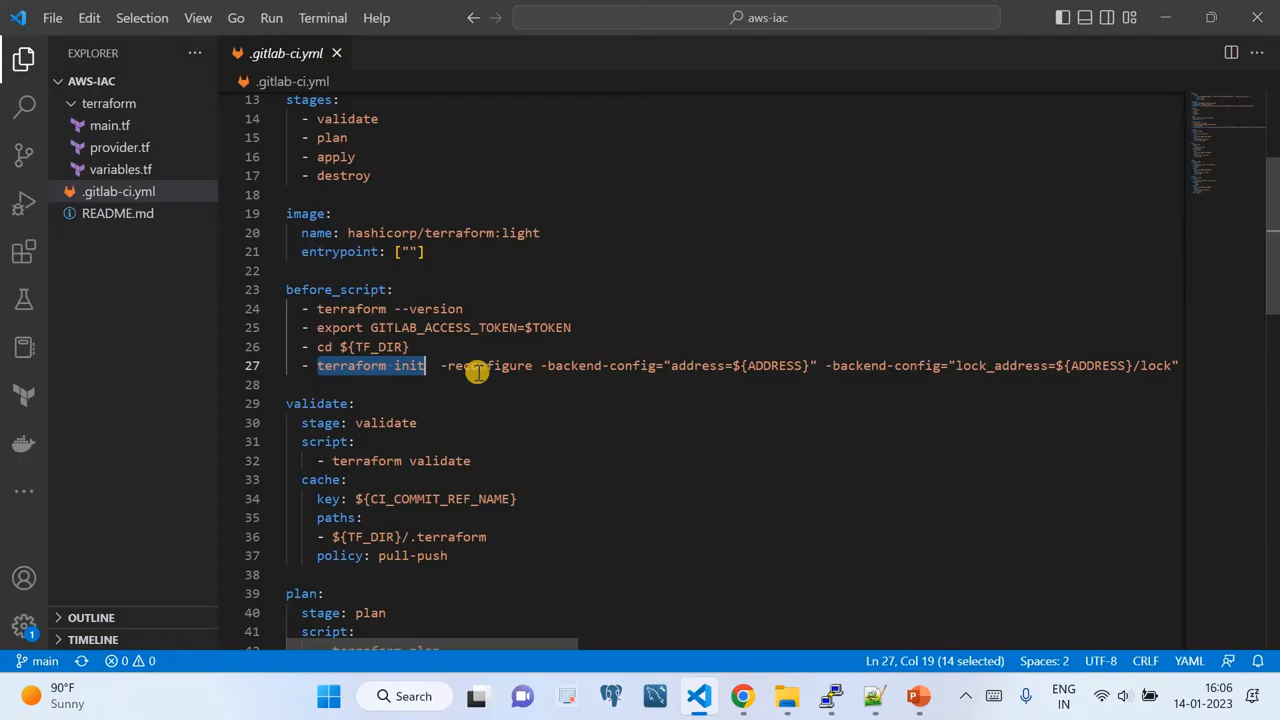 File Edit Selection View Go Run Terminal Help
aws-iac
EXPLORER
AWS-IAC
terraform
main.tf
provider.tf
variables.tf
.gitlab-ci.yml
README.md
OUTLINE
TIMELINE
.gitlab-ci.yml
.gitlab-ci.yml
13 stages:
14 - validate
15 - plan
16 - apply
17 - destroy
18
19 image:
20 name: hashicorp/terraform:light
21 entrypoint: [""]
22
23 before_script:
24 - terraform --version
25 - export GITLAB_ACCESS_TOKEN=$TOKEN
26 - cd ${TF_DIR}
27 - terraform init -reconfigure -backend-config="address=${ADDRESS}" -backend-config="lock_address=${ADDRESS}/lock"
28
29 validate:
30 stage: validate
31 script:
32 - terraform validate
33 cache:
34 key: ${CI_COMMIT_REF_NAME}
35 paths:
36 - ${TF_DIR}/.terraform
37 policy: pull-push
38
39 plan:
40 stage: plan
41 script:
- terraform plan
1
main 0 0 Ln 27, Col 19 (14 selected) Spaces: 2 UTF-8 CRLF YAML
90°F
Sunny
Search
ENG
IN
16:06
14-01-2023